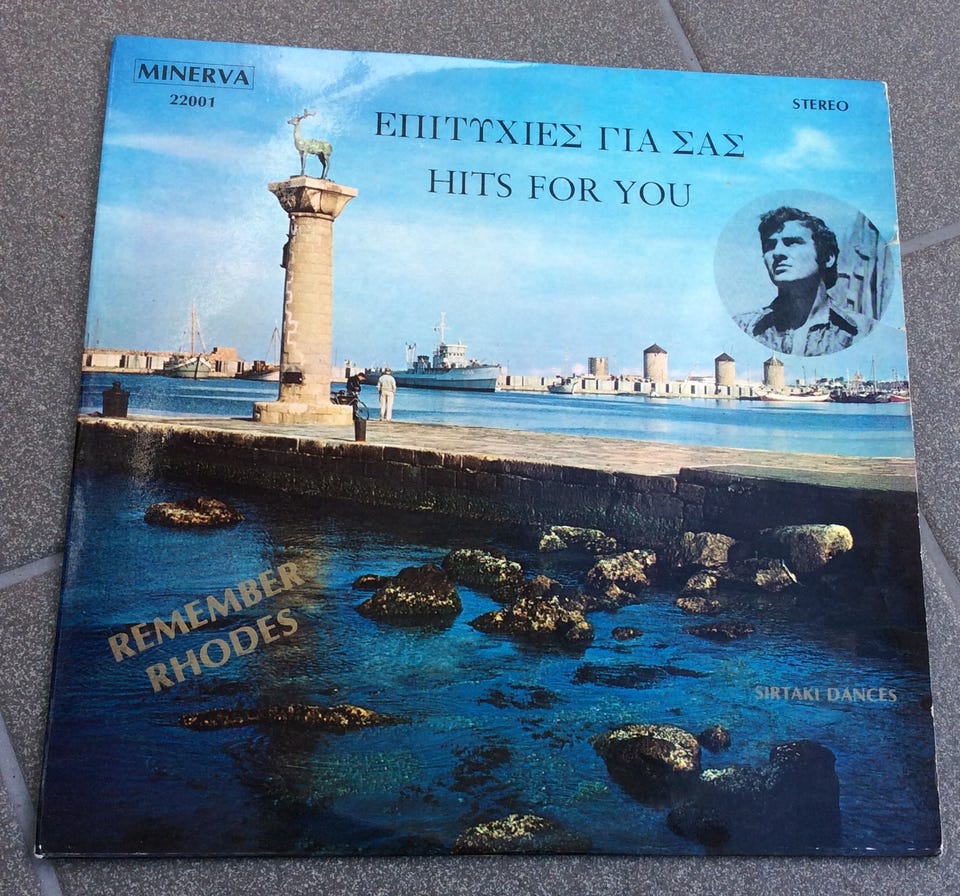 MINERVA
22001
STEREO
ΕΠΙΤΥΧΙΕΣ ΓΙΑ ΣΑΣ
HITS FOR YOU
REMEMBER
RHODES
SIRTAKI DANCES